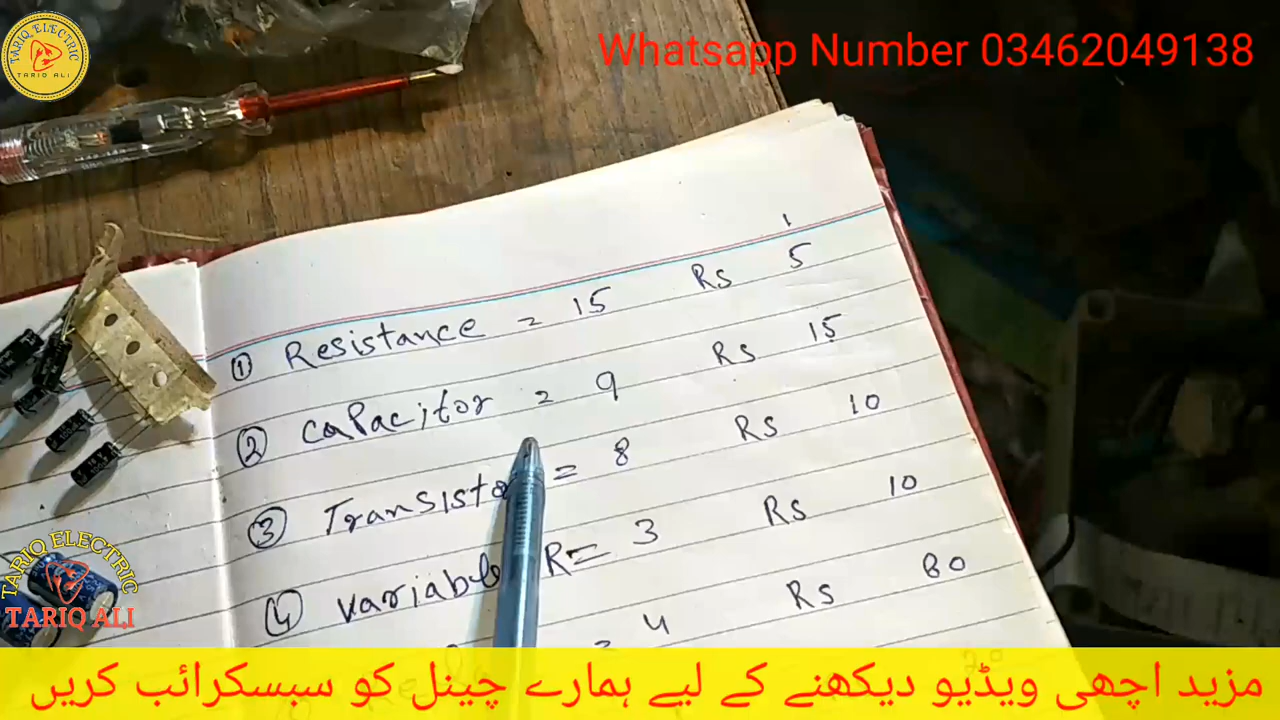 TARIQ ELECTRIC
TARIQ ALI
Whatsapp Number 03462049138
1
① Resistance = 15 Rs 5
② Capacitor = 9 Rs 15
③ Transistor = 8 Rs 10
④ Variable R = 3 Rs 10
= 4 Rs 80
TARIQ ELECTRIC
TARIQ ALI
مزید اچھی ویڈیو دیکھنے کے لیے ہمارے چینل کو سبسکرائب کریں